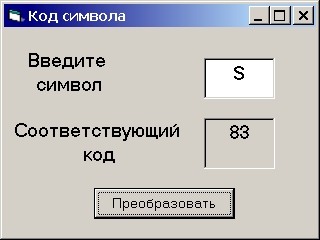 Код символа
Введите
символ
S
Соответствующий
код
83
Преобразовать